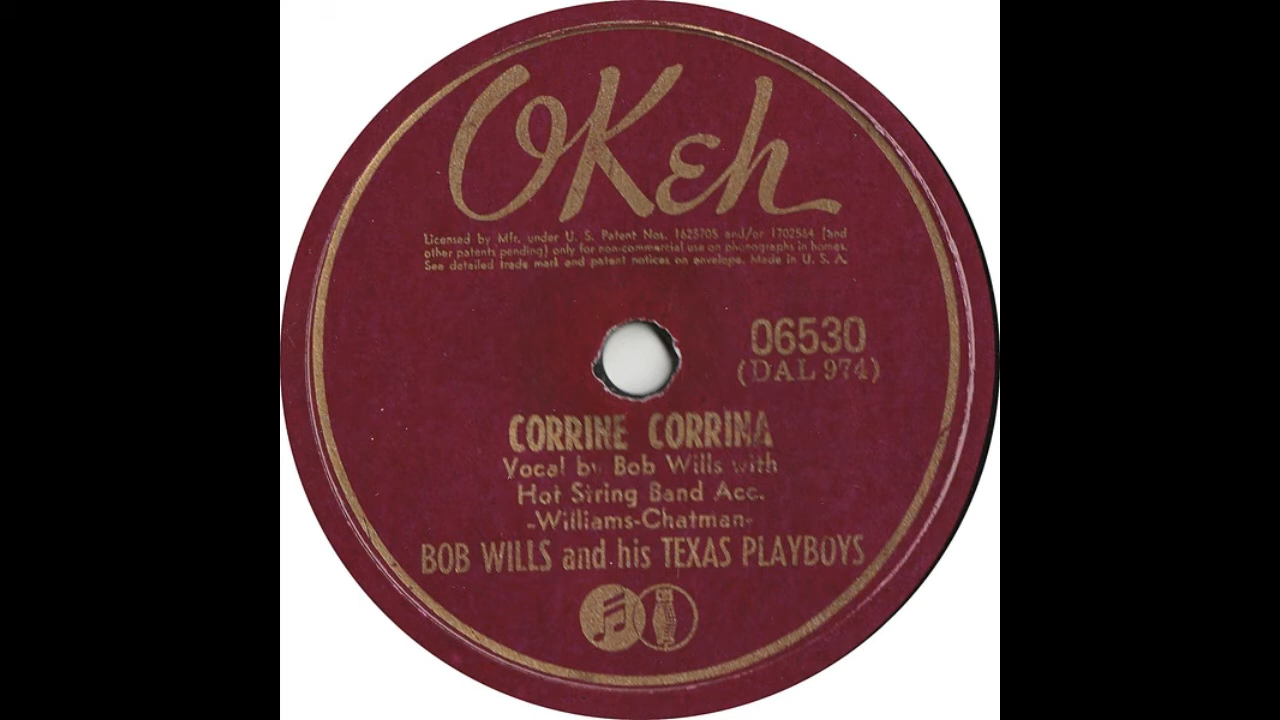 OKeh
Licensed by Mfr. under U. S. Patent Nos. 1625705 and/or 1702564 (and
other patents pending) only for non-commercial use on phonographs in homes.
See detailed trade mark and patent notices on envelope. Made in U. S. A.
06530
(DAL 974)
CORRINE CORRINA
Vocal by Bob Wills with
Hot String Band Acc.
-Williams-Chatman-
BOB WILLS and his TEXAS PLAYBOYS